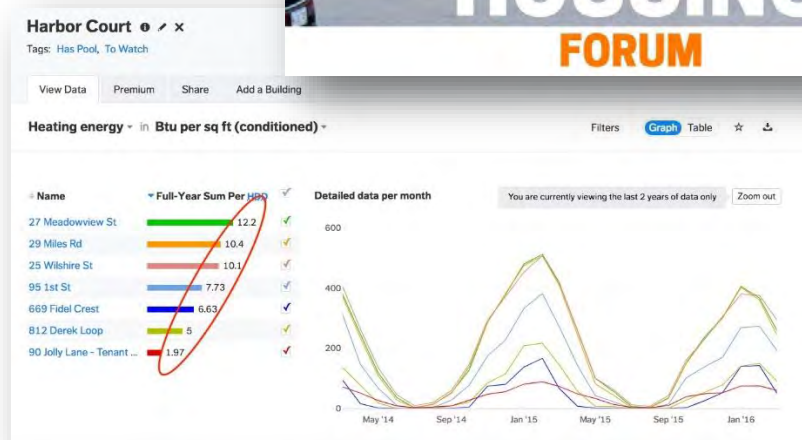 HOUSING
FORUM
Harbor Court
Tags: Has Pool, To Watch
View Data Premium Share Add a Building
Heating energy in Btu per sq ft (conditioned)
Filters Graph Table
Name Full-Year Sum Per HDD
Detailed data per month
You are currently viewing the last 2 years of data only Zoom out
27 Meadowview St 12.2
29 Miles Rd 10.4
25 Wilshire St 10.1
95 1st St 7.73
669 Fidel Crest 6.63
812 Derek Loop 5
90 Jolly Lane - Tenant ... 1.97
600
400
200
0
May '14 Sep '14 Jan '15 May '15 Sep '15 Jan '16